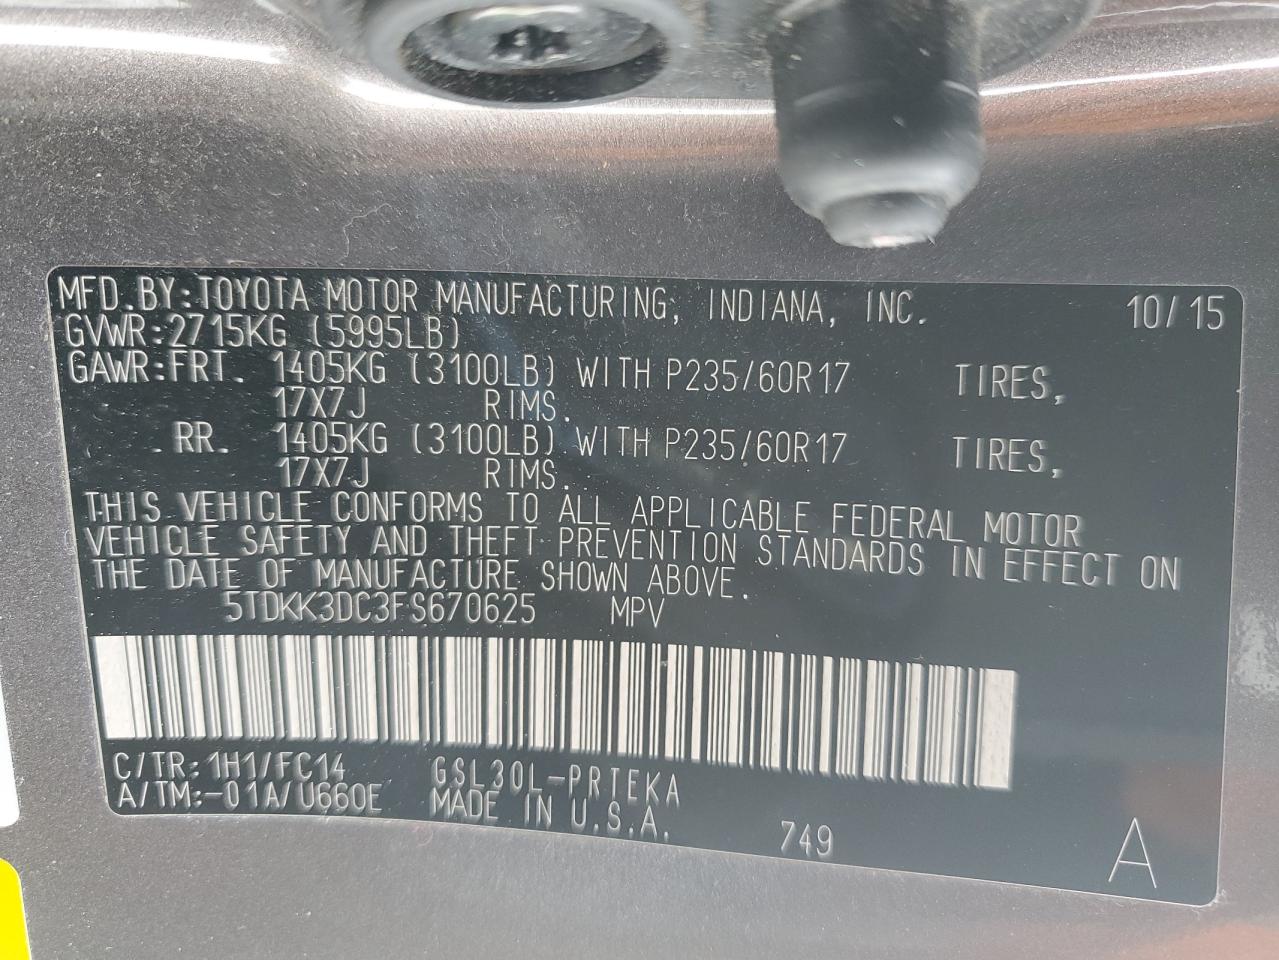 MFD.BY:TOYOTA MOTOR MANUFACTURING, INDIANA, INC. 10/15
GVWR:2715KG (5995LB)
GAWR:FRT. 1405KG (3100LB) WITH P235/60R17 TIRES,
17X7J RIMS.
RR. 1405KG (3100LB) WITH P235/60R17 TIRES,
17X7J RIMS.
THIS VEHICLE CONFORMS TO ALL APPLICABLE FEDERAL MOTOR
VEHICLE SAFETY AND THEFT PREVENTION STANDARDS IN EFFECT ON
THE DATE OF MANUFACTURE SHOWN ABOVE.
5TDKK3DC3FS670625 MPV
C/TR:1H1/FC14 GSL30L-PRTEKA
A/TM:-01A/U660E MADE IN U.S.A. 749 A